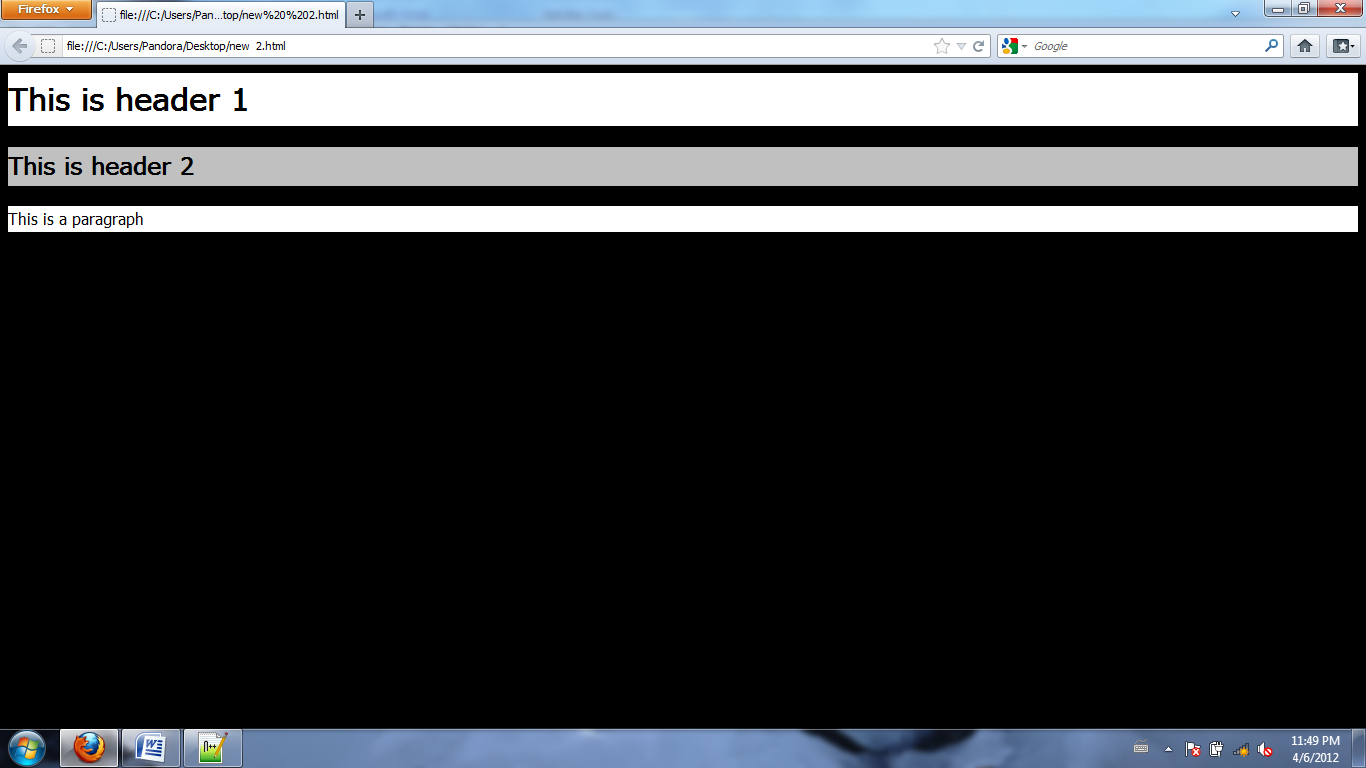 Firefox
file:///C:/Users/Pan...top/new%20%202.html
file:///C:/Users/Pandora/Desktop/new  2.html
Google
This is header 1
This is header 2
This is a paragraph
11:49 PM
4/6/2012